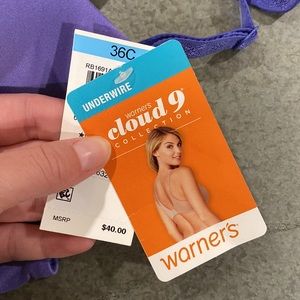 36C
UNDERWIRE
warner's
cloud 9
COLLECTION
MSRP
$40.00
warner's